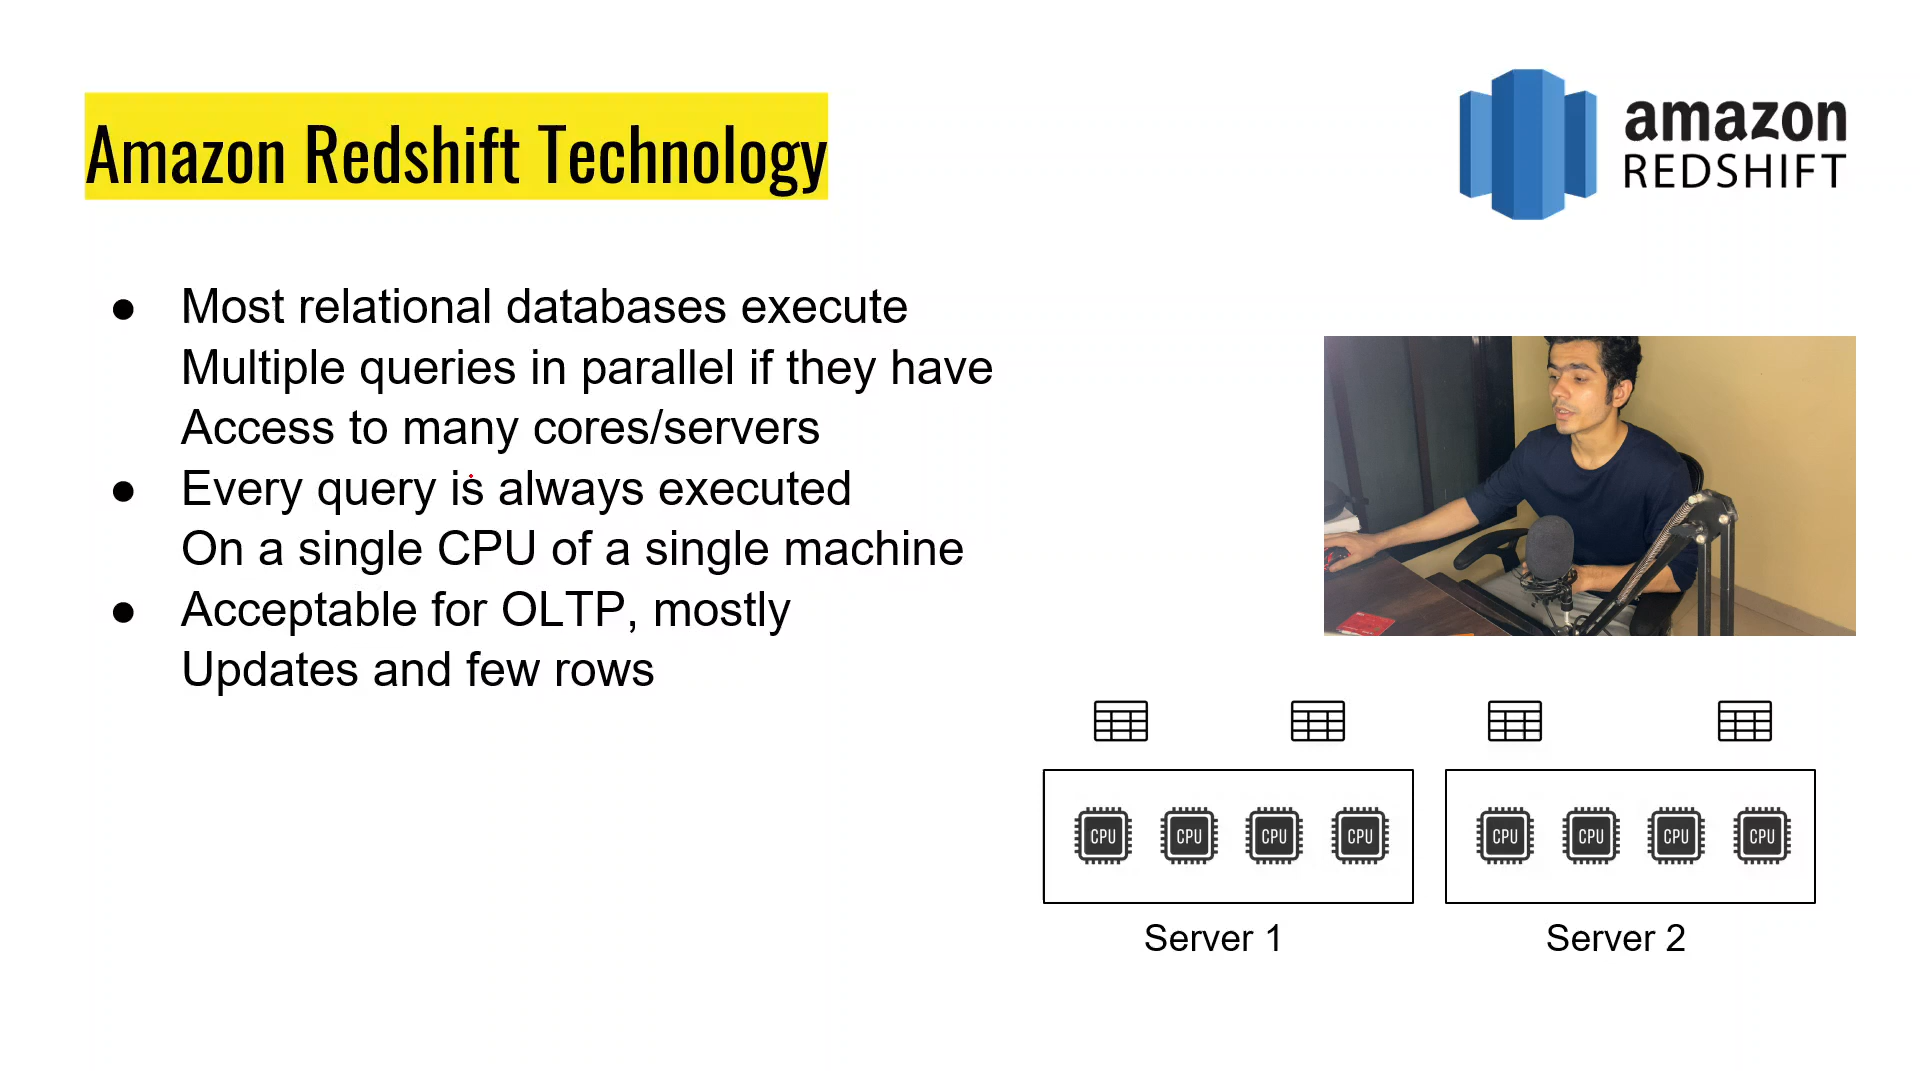 Amazon Redshift Technology
amazon
REDSHIFT
Most relational databases execute
Multiple queries in parallel if they have
Access to many cores/servers
Every query is always executed
On a single CPU of a single machine
Acceptable for OLTP, mostly
Updates and few rows
CPU CPU CPU CPU
CPU CPU CPU CPU
Server 1
Server 2